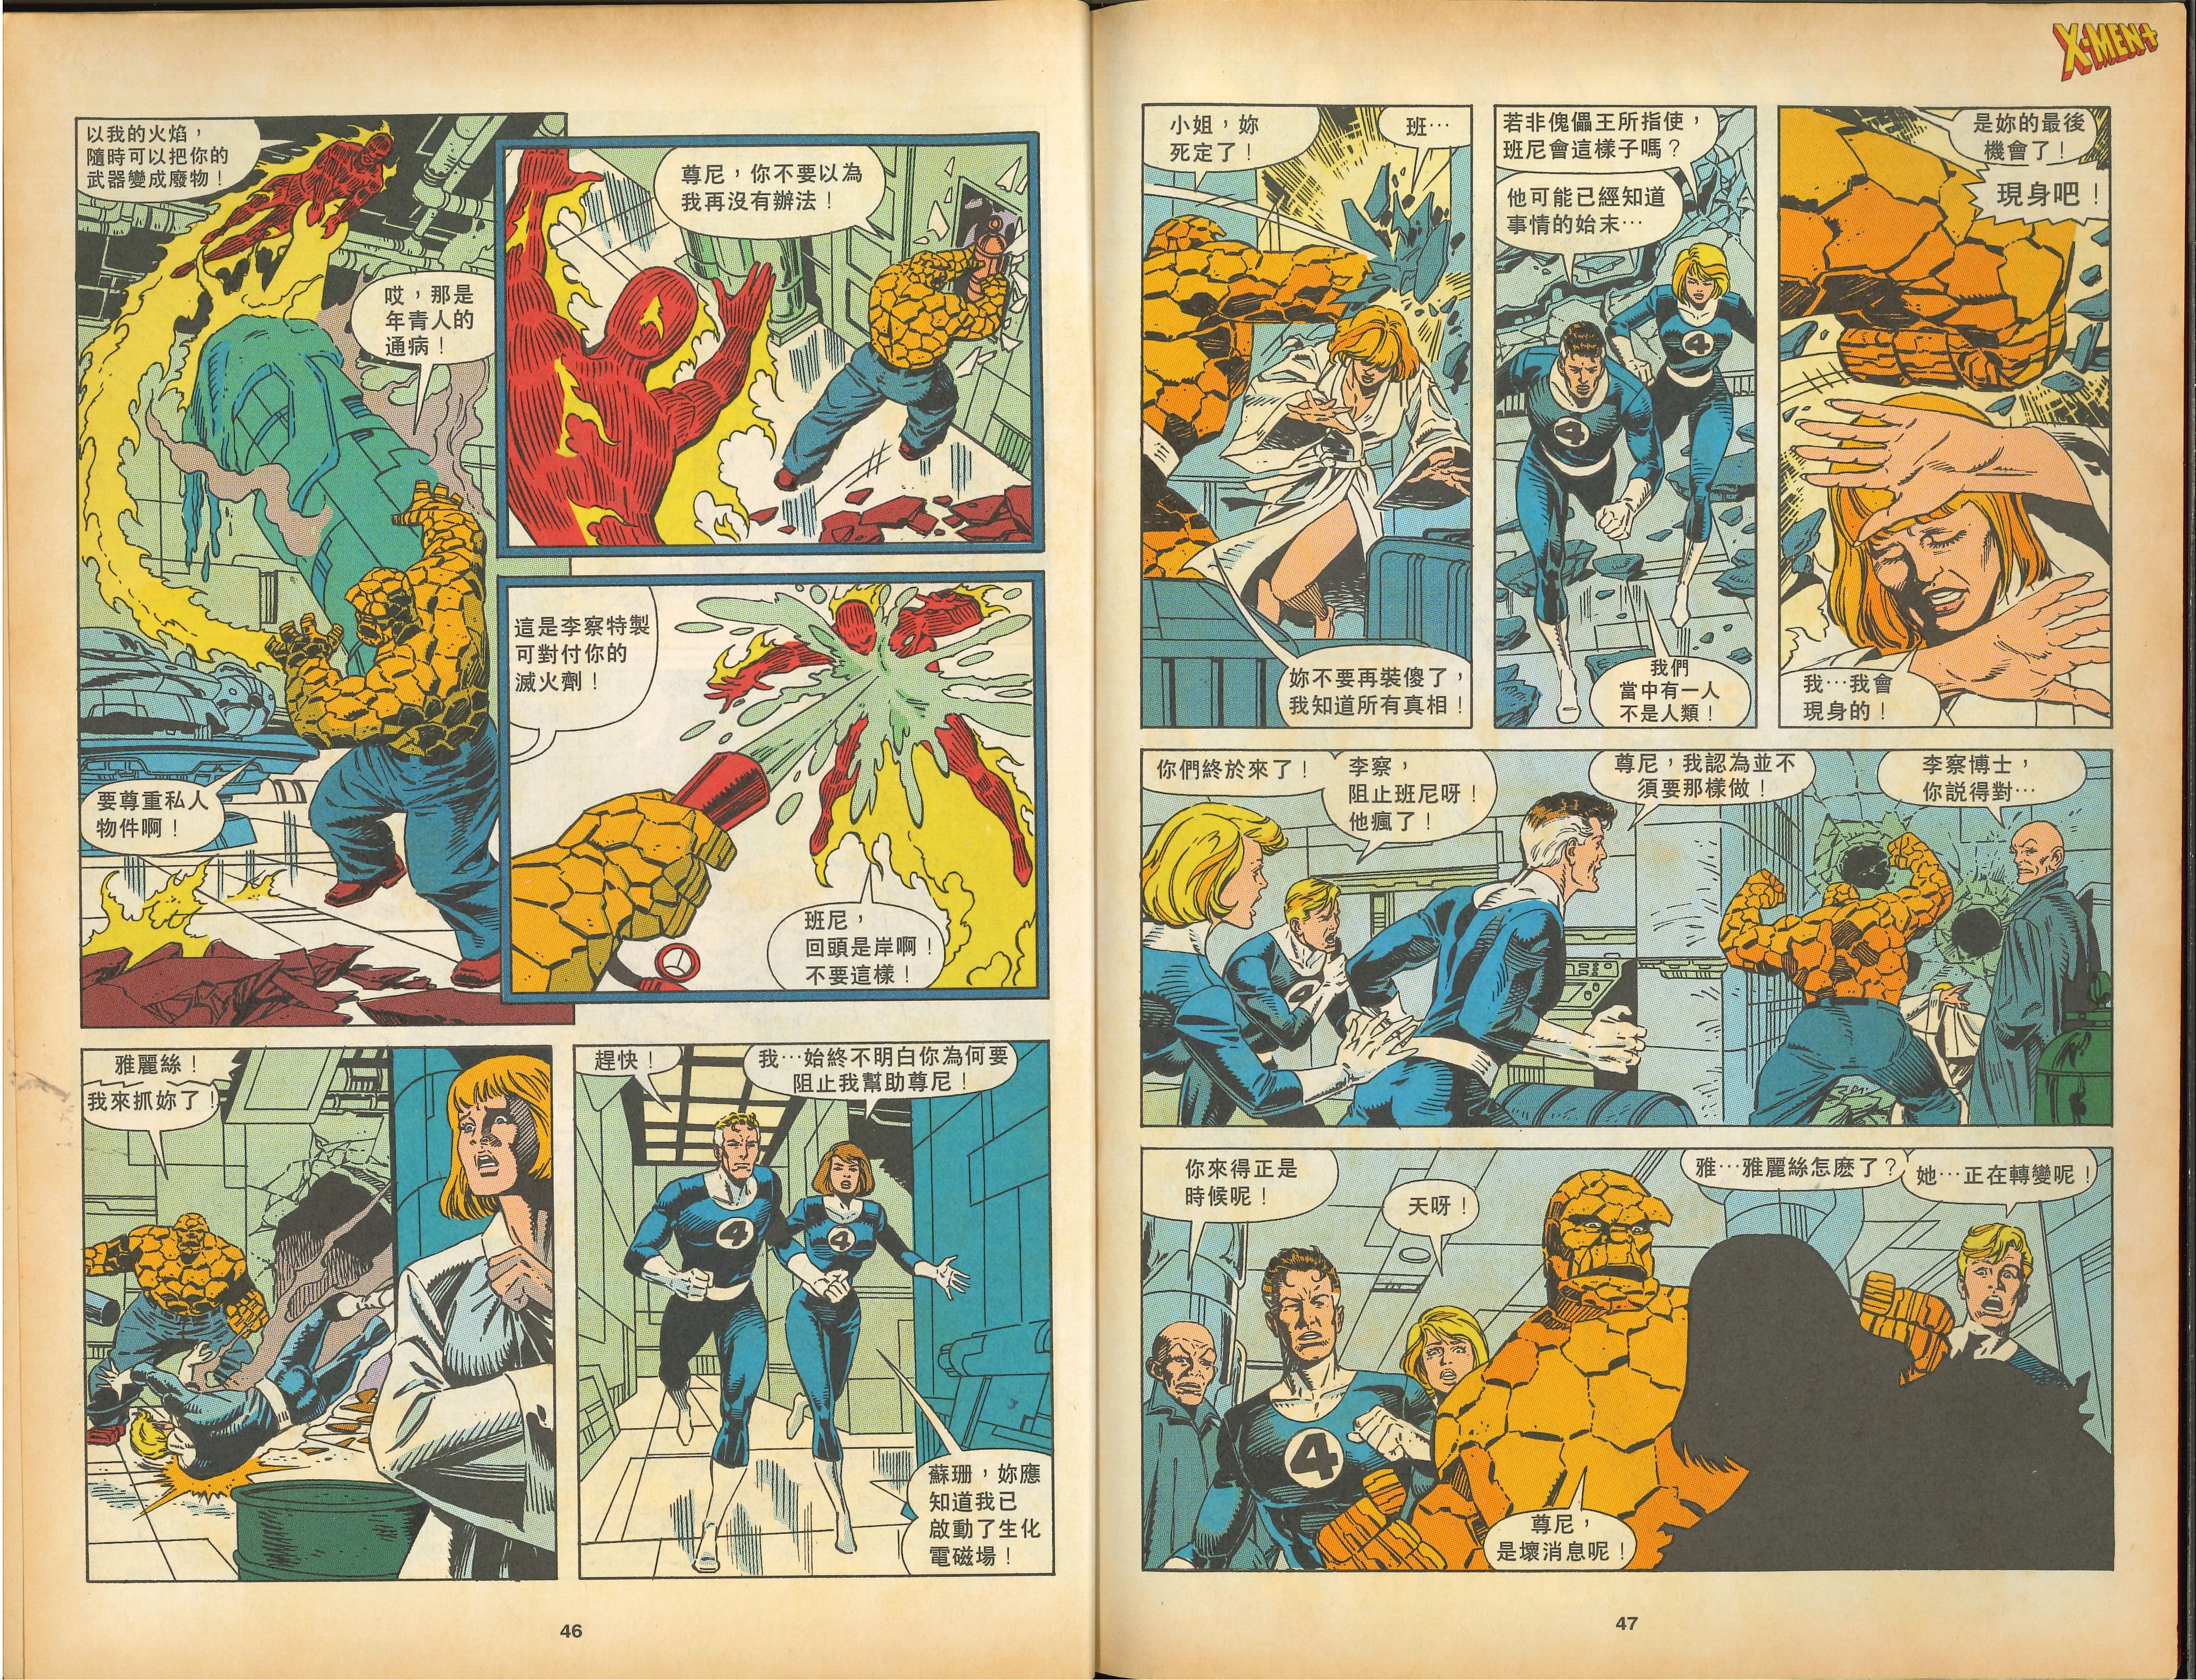 以我的火焰，
隨時可以把你的
武器變成廢物！
哎，那是
年青人的
通病！
要尊重私人
物件啊！
尊尼，你不要以為
我再沒有辦法！
這是李察特製
可對付你的
滅火劑！
班尼，
回頭是岸啊！
不要這樣！
雅麗絲！
我來抓妳了！
趕快！
我…始終不明白你為何要
阻止我幫助尊尼！
蘇珊，妳應
知道我已
啟動了生化
電磁場！
46
X-MEN+
小姐，妳
死定了！
班…
妳不要再裝傻了，
我知道所有真相！
若非傀儡王所指使，
班尼會這樣子嗎？
他可能已經知道
事情的始末…
我們
當中有一人
不是人類！
是妳的最後
機會了！
現身吧！
我…我會
現身的！
你們終於來了！
李察，
阻止班尼呀！
他瘋了！
尊尼，我認為並不
須要那樣做！
李察博士，
你説得對…
你來得正是
時候呢！
天呀！
雅…雅麗絲怎麽了？
她…正在轉變呢！
尊尼，
是壞消息呢！
4
4
4
4
4
47